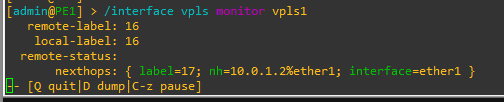 [admin@PE1] > /interface vpls monitor vpls1
remote-label: 16
local-label: 16
remote-status:
nexthops: { label=17; nh=10.0.1.2%ether1; interface=ether1 }
-- [Q quit|D dump|C-z pause]